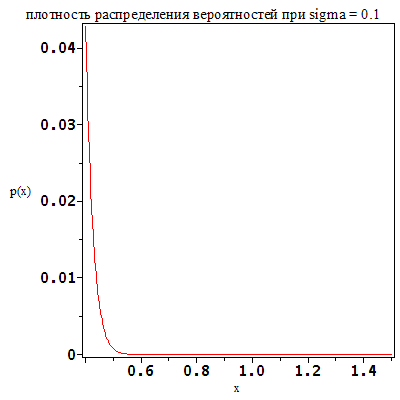 плотность распределения вероятностей при sigma = 0.1
0.04
0.03
p(x)
0.02
0.01
0
0.6 0.8 1.0 1.2 1.4
x